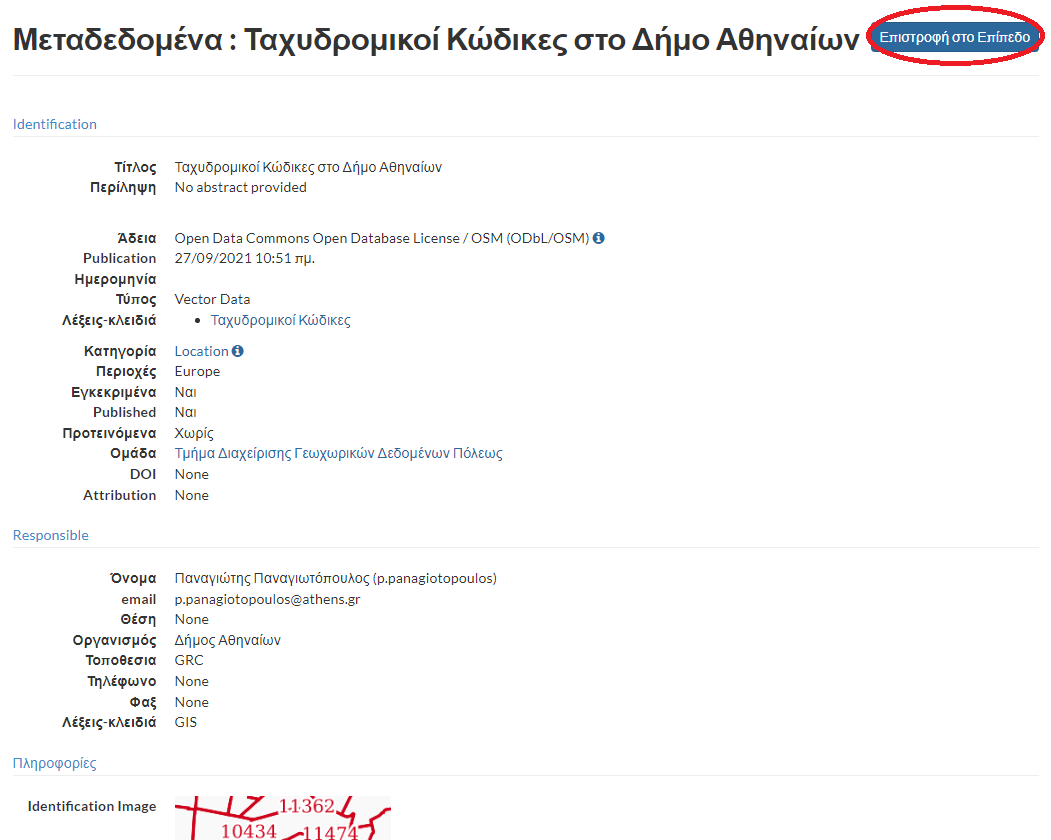 Μεταδεδομένα : Ταχυδρομικοί Κώδικες στο Δήμο Αθηναίων Επιστροφή στο Επίπεδο
Identification
Τίτλος Ταχυδρομικοί Κώδικες στο Δήμο Αθηναίων
Περίληψη No abstract provided
Άδεια Open Data Commons Open Database License / OSM (ODbL/OSM)
Publication 27/09/2021 10:51 πμ.
Ημερομηνία
Τύπος Vector Data
Λέξεις-κλειδιά • Ταχυδρομικοί Κώδικες
Κατηγορία Location
Περιοχές Europe
Εγκεκριμένα Ναι
Published Ναι
Προτεινόμενα Χωρίς
Ομάδα Τμήμα Διαχείρισης Γεωχωρικών Δεδομένων Πόλεως
DOI None
Attribution None
Responsible
Όνομα Παναγιώτης Παναγιωτόπουλος (p.panagiotopoulos)
email p.panagiotopoulos@athens.gr
Θέση None
Οργανισμός Δήμος Αθηναίων
Τοποθεσια GRC
Τηλέφωνο None
Φαξ None
Λέξεις-κλειδιά GIS
Πληροφορίες
Identification Image
11362
10434 11474